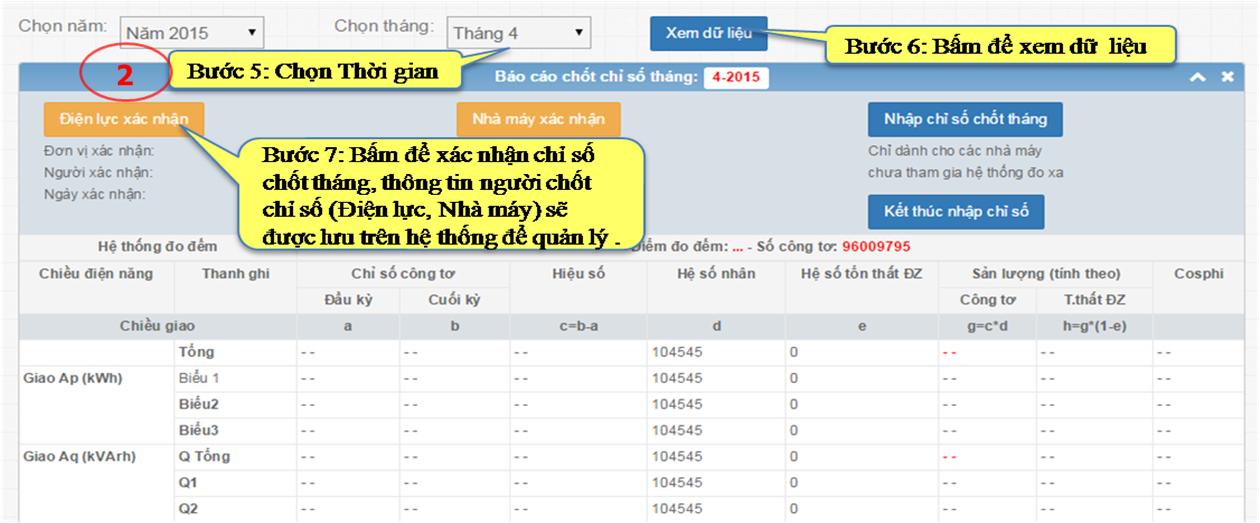 Chọn năm: Năm 2015 Chọn tháng: Tháng 4 Xem dữ liệu
Bước 6: Bấm để xem dữ liệu
2
Bước 5: Chọn Thời gian
Báo cáo chốt chỉ số tháng: 4-2015
Điện lực xác nhận Nhà máy xác nhận Nhập chỉ số chốt tháng
Đơn vị xác nhận:
Người xác nhận:
Ngày xác nhận:
Chỉ dành cho các nhà máy
chưa tham gia hệ thống đo xa
Kết thúc nhập chỉ số
Bước 7: Bấm để xác nhận chỉ số
chốt tháng, thông tin người chốt
chỉ số (Điện lực, Nhà máy) sẽ
được lưu trên hệ thống để quản lý .
Hệ thống đo đếm điểm đo đếm: ... - Số công tơ: 96009795
Chiều điện năng Thanh ghi Chỉ số công tơ Hiệu số Hệ số nhân Hệ số tổn thất ĐZ Sản lượng (tính theo) Cosphi
Đầu kỳ Cuối kỳ Công tơ T.thất ĐZ
Chiều giao a b c=b-a d e g=c*d h=g*(1-e)
Tổng -- -- -- 104545 0 -- -- --
Giao Ap (kWh) Biểu 1 -- -- -- 104545 0 -- -- --
Biểu2 -- -- -- 104545 0 -- -- --
Biểu3 -- -- -- 104545 0 -- -- --
Giao Aq (kVArh) Q Tổng -- -- -- 104545 0 -- -- --
Q1 -- -- -- 104545 0 -- -- --
Q2 -- -- -- 104545 0 -- -- --